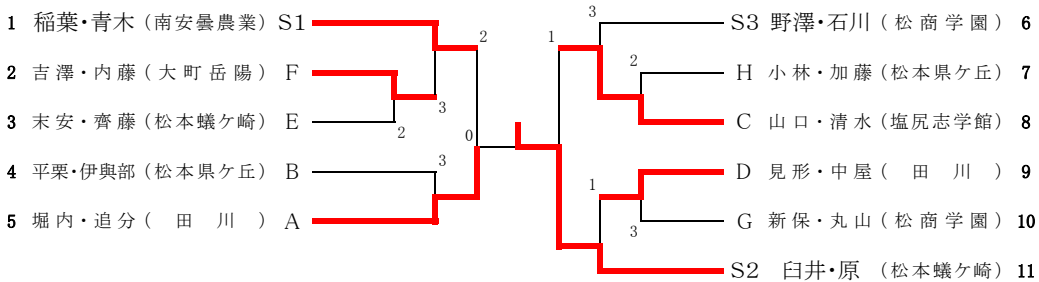 1 稲葉・青木 (南安曇農業) S1
2 吉澤・内藤 (大町岳陽) F
3 末安・齊藤 (松本蟻ケ崎) E
4 平栗・伊與部 (松本県ケ丘) B
5 堀内・追分 ( 田 川 ) A
2
3
2
0
3
1
3
2
1
3
S3 野澤・石川 (松商学園) 6
H 小林・加藤 (松本県ケ丘) 7
C 山口・清水 (塩尻志学館) 8
D 見形・中屋 ( 田 川 ) 9
G 新保・丸山 (松商学園) 10
S2 臼井・原 (松本蟻ケ崎) 11